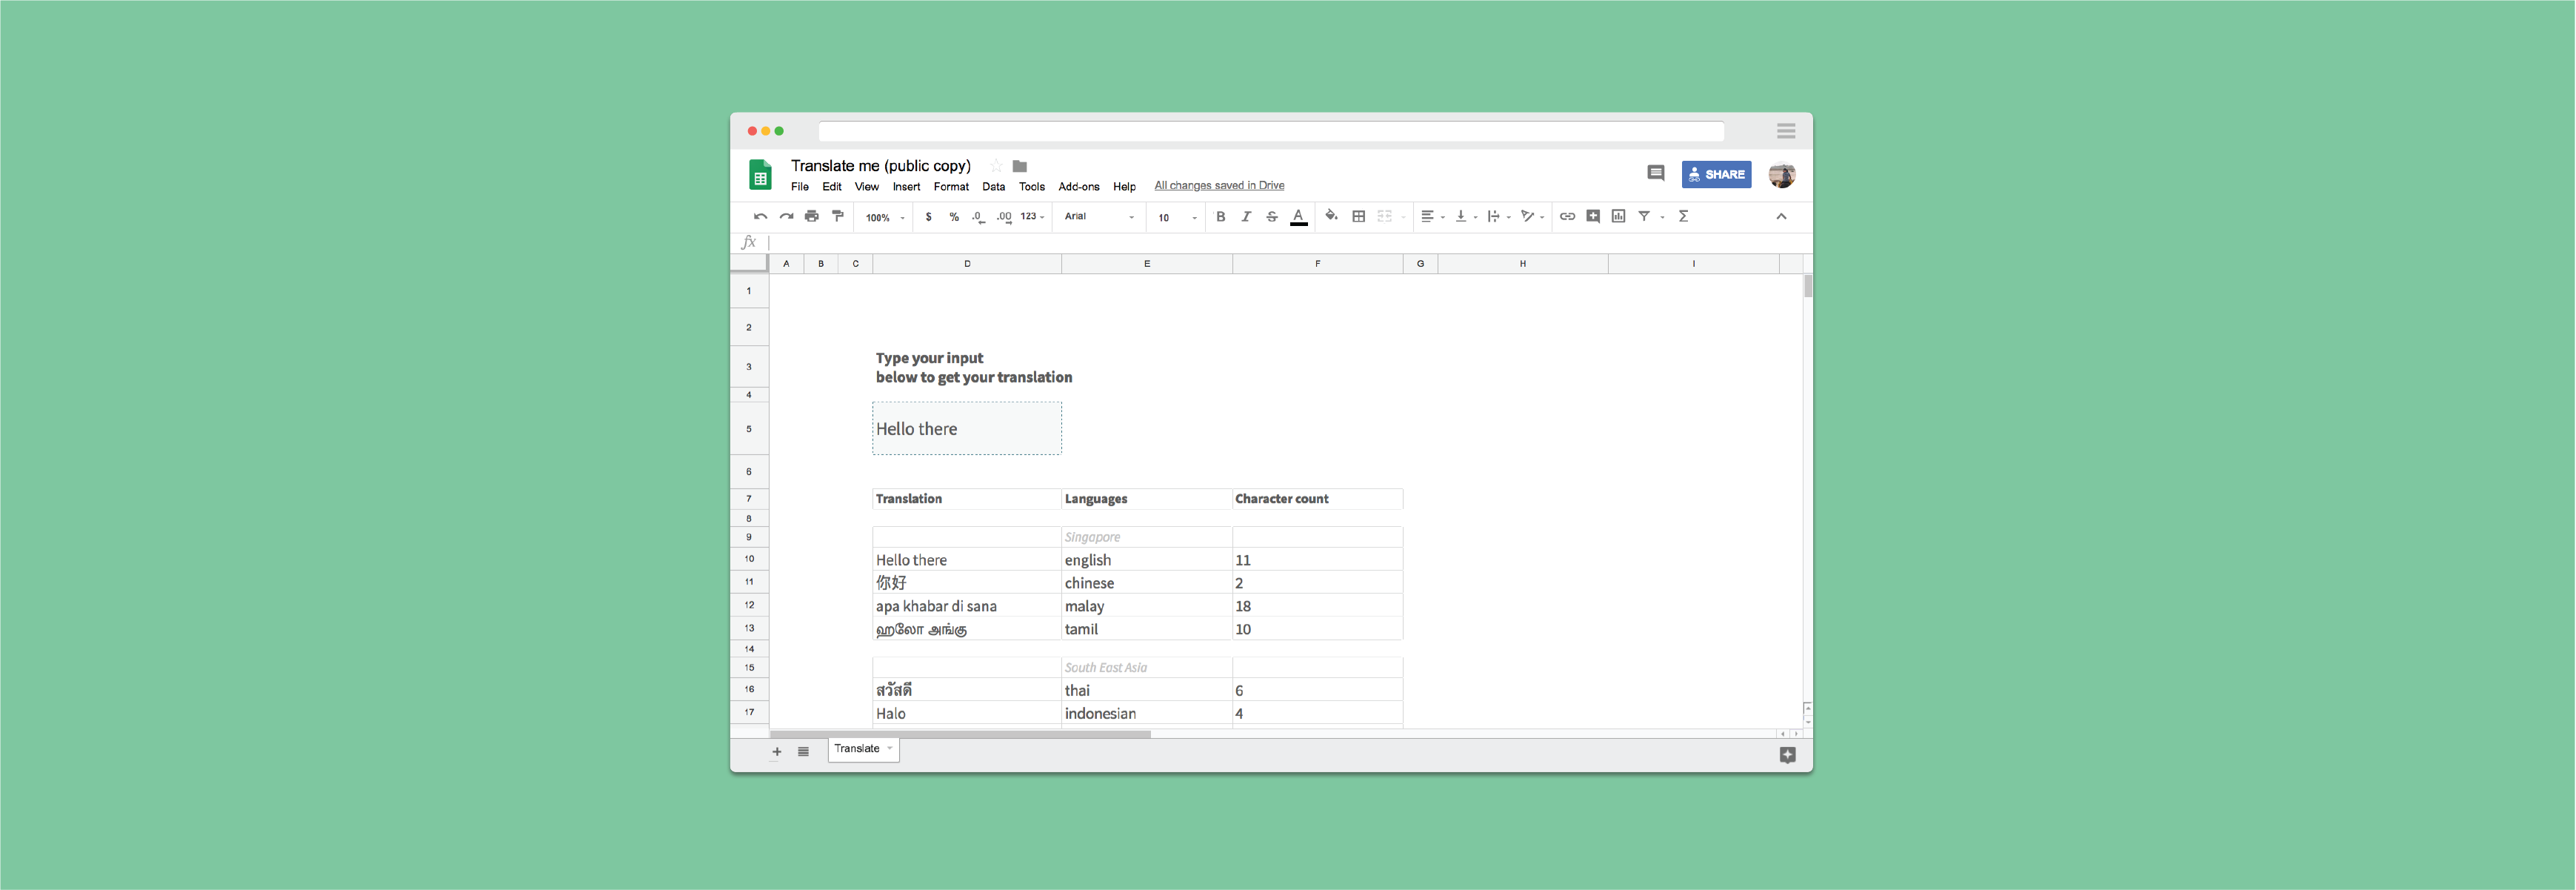 Translate me (public copy)
File Edit View Insert Format Data Tools Add-ons Help All changes saved in Drive
SHARE
100% $ % .0 .00 123 Arial 10 B I S A Σ
fx
A B C D E F G H I
1
2
3 Type your input
below to get your translation
4
5 Hello there
6
7 Translation Languages Character count
8
9 Singapore
10 Hello there english 11
11 你好 chinese 2
12 apa khabar di sana malay 18
13 ஹலோ அங்கு tamil 10
14
15 South East Asia
16 สวัสดี thai 6
17 Halo indonesian 4
+ Translate